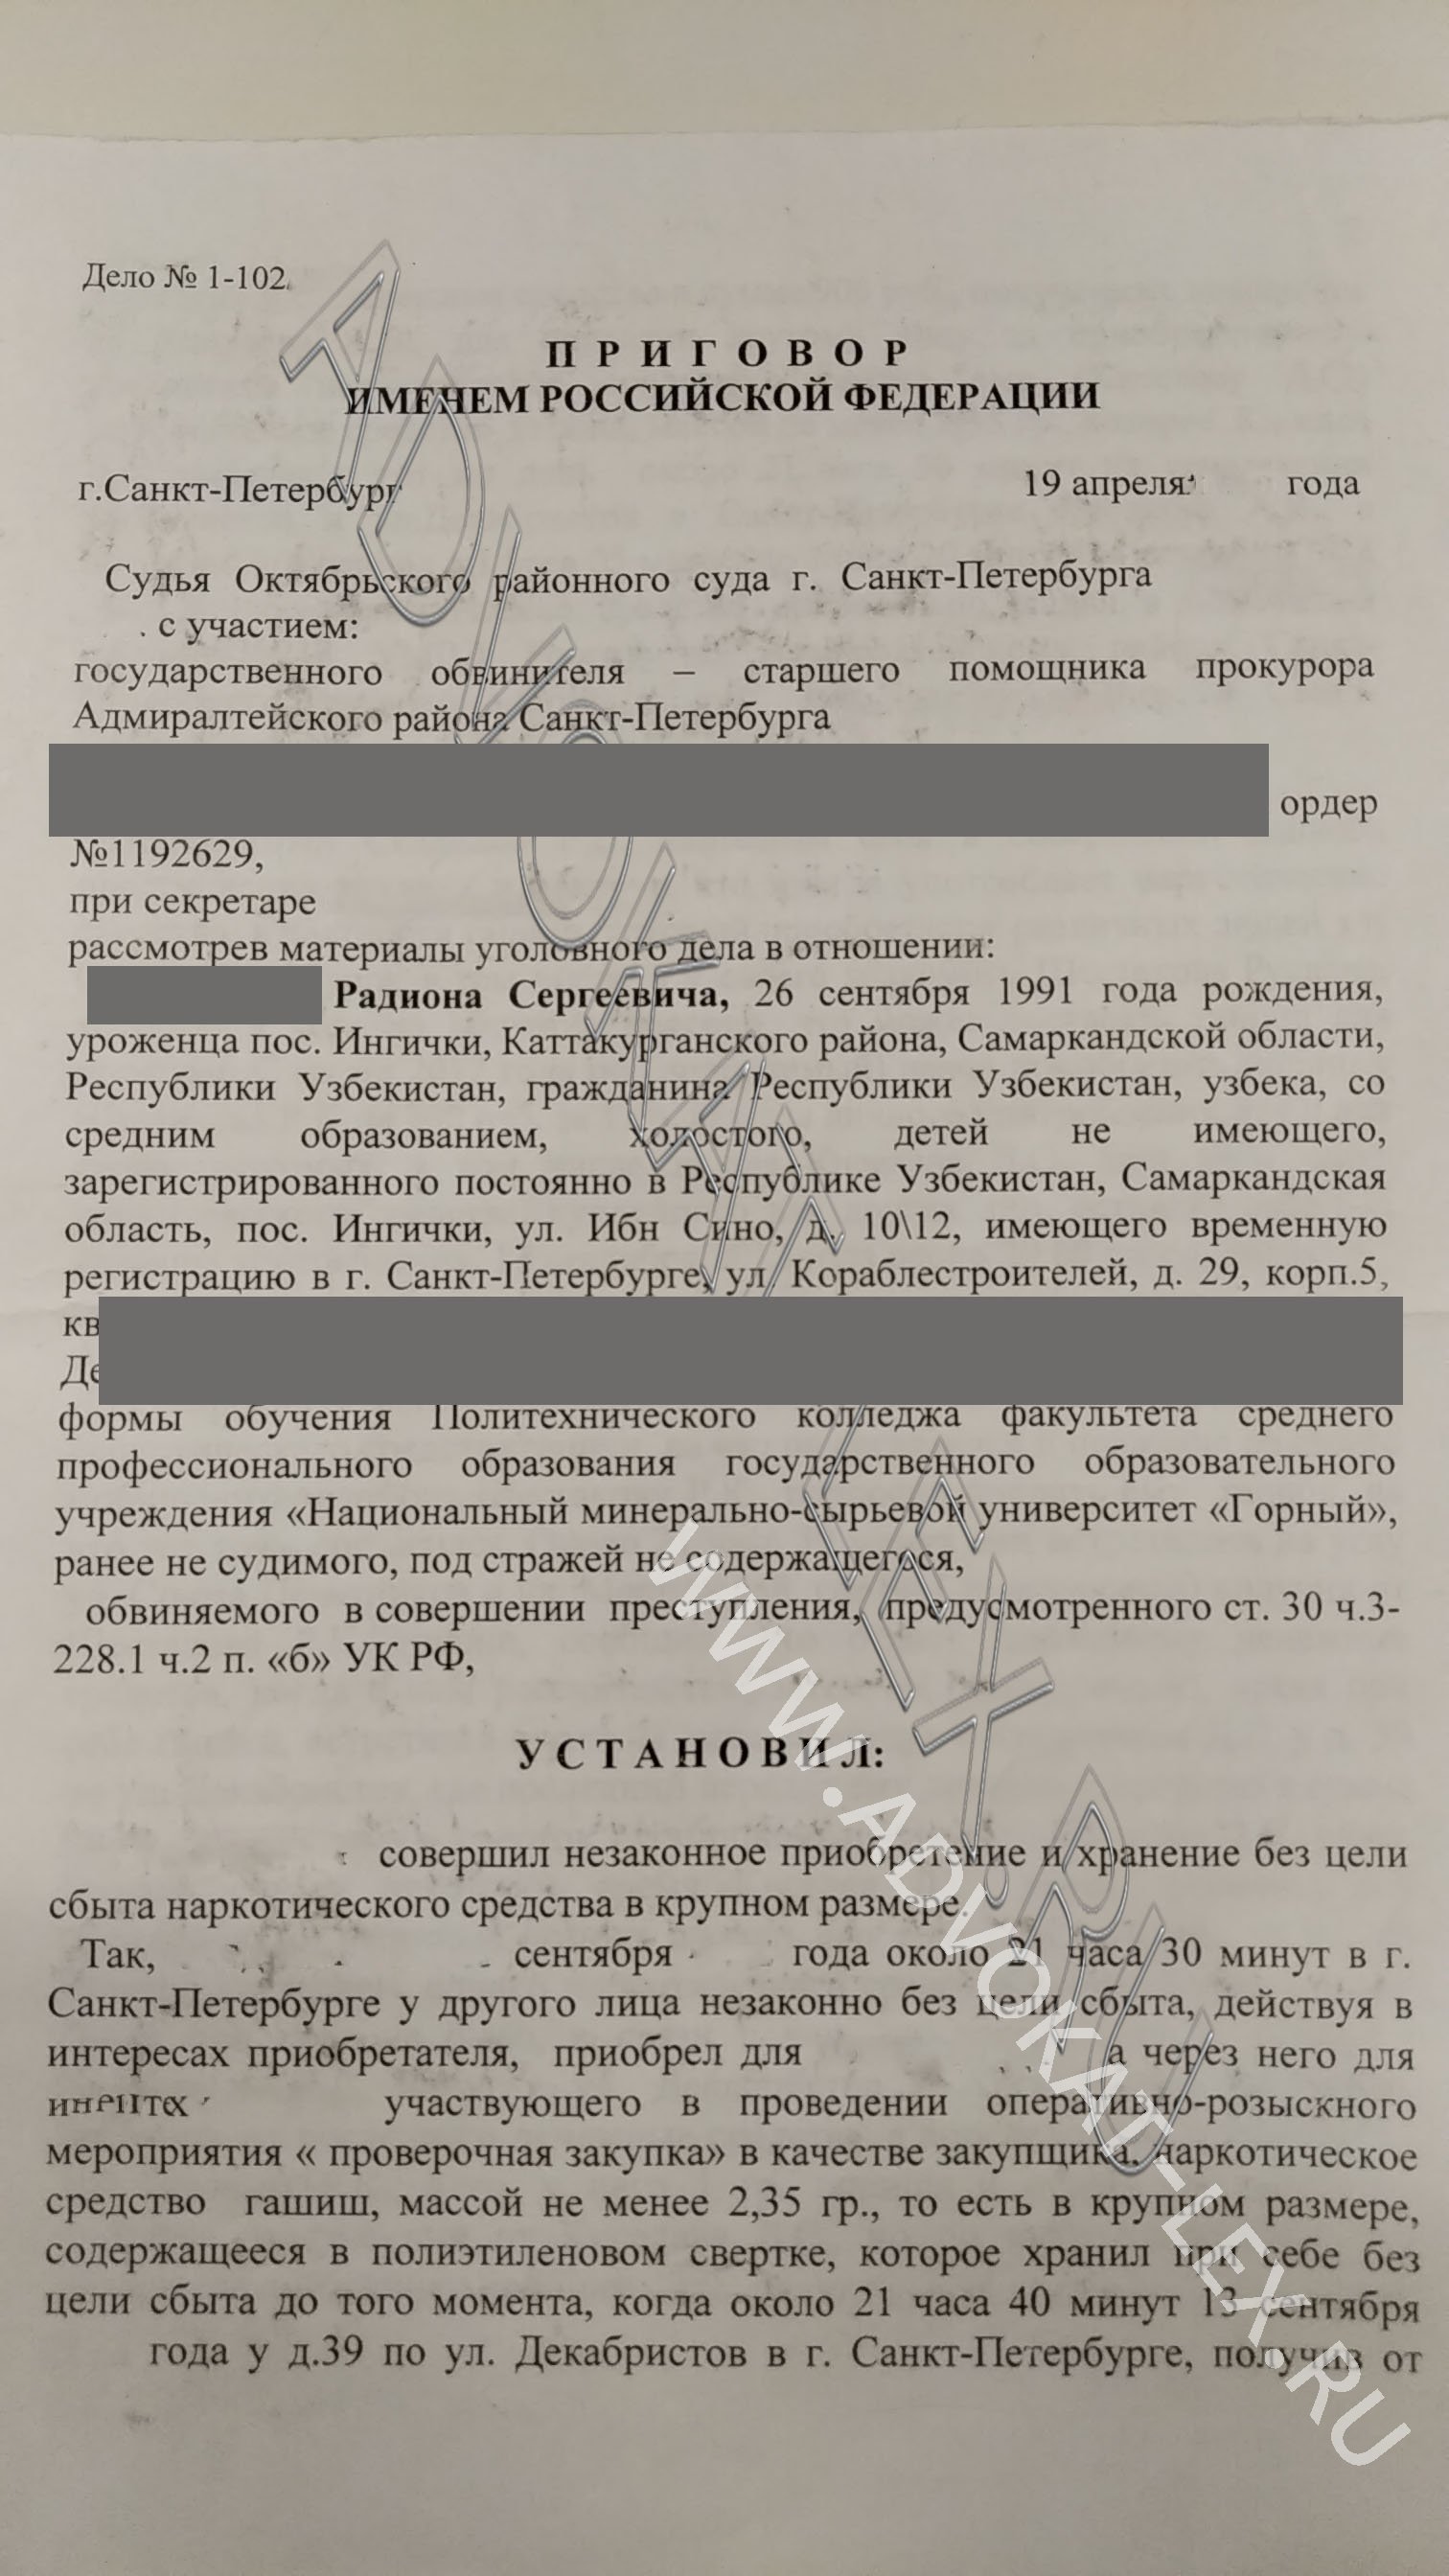 Дело № 1-102
П Р И Г О В О Р
ИМЕНЕМ РОССИЙСКОЙ ФЕДЕРАЦИИ
г.Санкт-Петербург 19 апреля года
Судья Октябрьского районного суда г. Санкт-Петербурга
. с участием:
государственного обвинителя – старшего помощника прокурора
Адмиралтейского района Санкт-Петербурга
ордер
№1192629,
при секретаре
рассмотрев материалы уголовного дела в отношении:
Радиона Сергеевича, 26 сентября 1991 года рождения,
уроженца пос. Ингички, Каттакурганского района, Самаркандской области,
Республики Узбекистан, гражданина Республики Узбекистан, узбека, со
средним образованием, холостого, детей не имеющего,
зарегистрированного постоянно в Республике Узбекистан, Самаркандская
область, пос. Ингички, ул. Ибн Сино, д. 10\12, имеющего временную
регистрацию в г. Санкт-Петербурге, ул. Кораблестроителей, д. 29, корп.5,
кв
Де
формы обучения Политехнического колледжа факультета среднего
профессионального образования государственного образовательного
учреждения «Национальный минерально-сырьевой университет «Горный»,
ранее не судимого, под стражей не содержащегося,
обвиняемого в совершении преступления, предусмотренного ст. 30 ч.3-
228.1 ч.2 п. «б» УК РФ,
У С Т А Н О В И Л:
совершил незаконное приобретение и хранение без цели
сбыта наркотического средства в крупном размере.
Так, сентября года около 21 часа 30 минут в г.
Санкт-Петербурге у другого лица незаконно без цели сбыта, действуя в
интересах приобретателя, приобрел для а через него для
участвующего в проведении оперативно-розыскного
мероприятия « проверочная закупка» в качестве закупщика, наркотическое
средство гашиш, массой не менее 2,35 гр., то есть в крупном размере,
содержащееся в полиэтиленовом свертке, которое хранил при себе без
цели сбыта до того момента, когда около 21 часа 40 минут 13 сентября
года у д.39 по ул. Декабристов в г. Санкт-Петербурге, получив от
WWW.ADVOKAT-LEX.RU